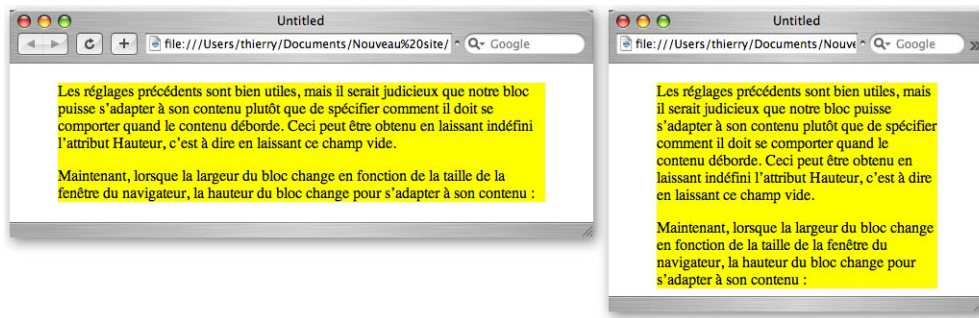 Untitled
file:///Users/thierry/Documents/Nouveau%20site/
Google
Les réglages précédents sont bien utiles, mais il serait judicieux que notre bloc
puisse s’adapter à son contenu plutôt que de spécifier comment il doit se
comporter quand le contenu déborde. Ceci peut être obtenu en laissant indéfini
l’attribut Hauteur, c’est à dire en laissant ce champ vide.
Maintenant, lorsque la largeur du bloc change en fonction de la taille de la
fenêtre du navigateur, la hauteur du bloc change pour s’adapter à son contenu :
Untitled
file:///Users/thierry/Documents/Nouve
Google
Les réglages précédents sont bien utiles, mais
il serait judicieux que notre bloc puisse
s’adapter à son contenu plutôt que de spécifier
comment il doit se comporter quand le
contenu déborde. Ceci peut être obtenu en
laissant indéfini l’attribut Hauteur, c’est à dire
en laissant ce champ vide.
Maintenant, lorsque la largeur du bloc change
en fonction de la taille de la fenêtre du
navigateur, la hauteur du bloc change pour
s’adapter à son contenu :